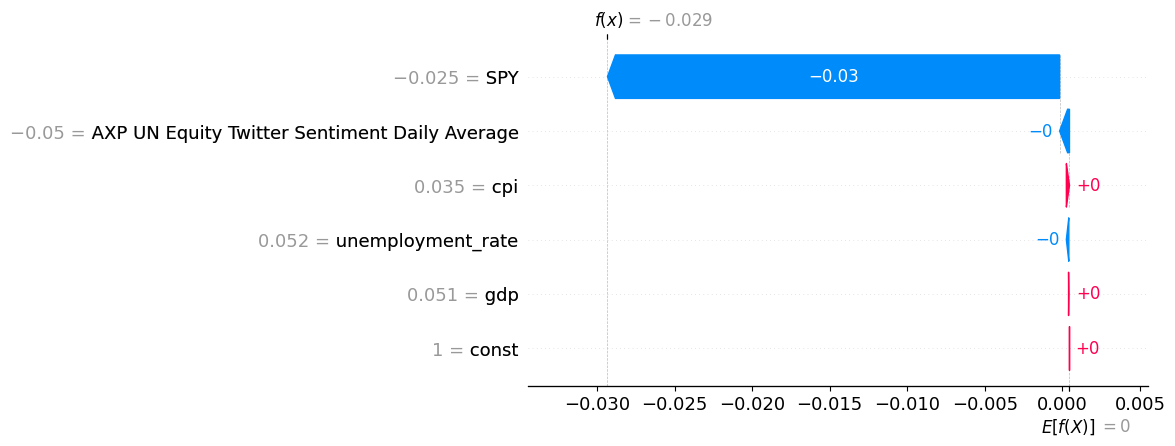 f(x) = −0.029
−0.025 = SPY
−0.03
−0.05 = AXP UN Equity Twitter Sentiment Daily Average
−0
0.035 = cpi
+0
0.052 = unemployment_rate
−0
0.051 = gdp
+0
1 = const
+0
−0.030 −0.025 −0.020 −0.015 −0.010 −0.005 0.000 0.005
E[f(X)] = 0